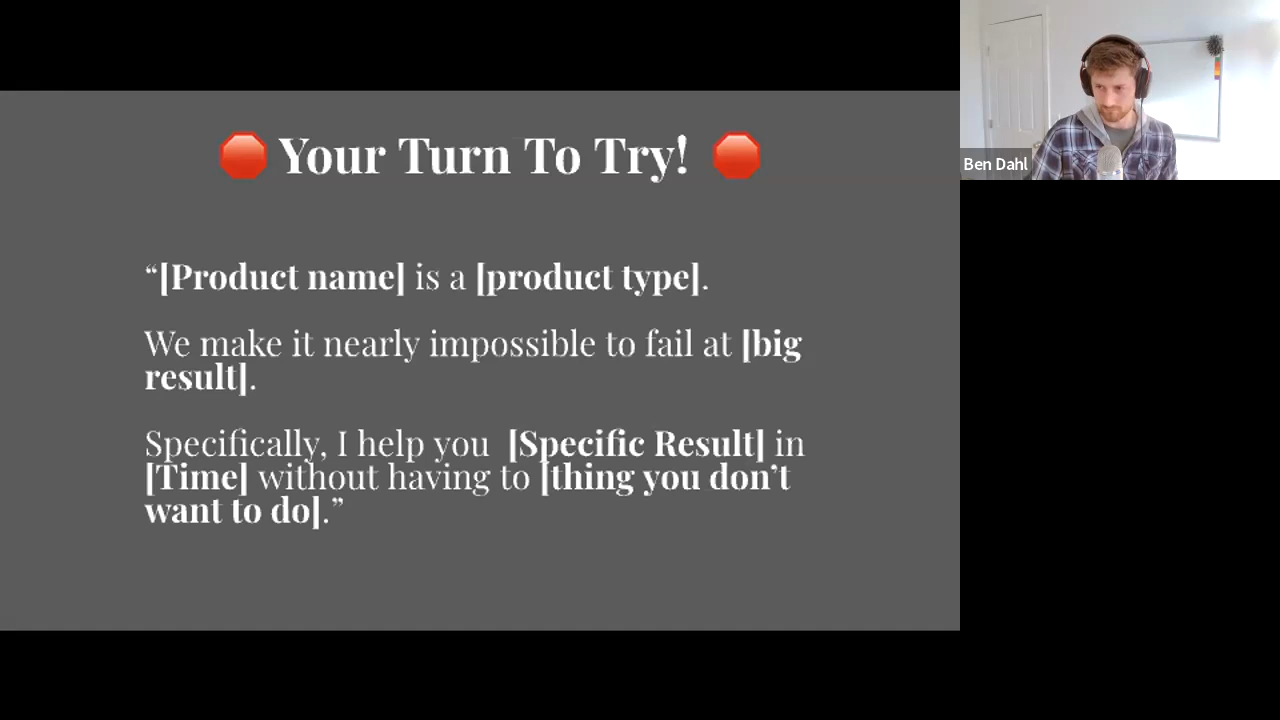 🛑 Your Turn To Try! 🛑
“[Product name] is a [product type].
We make it nearly impossible to fail at [big
result].
Specifically, I help you [Specific Result] in
[Time] without having to [thing you don’t
want to do].”
Ben Dahl